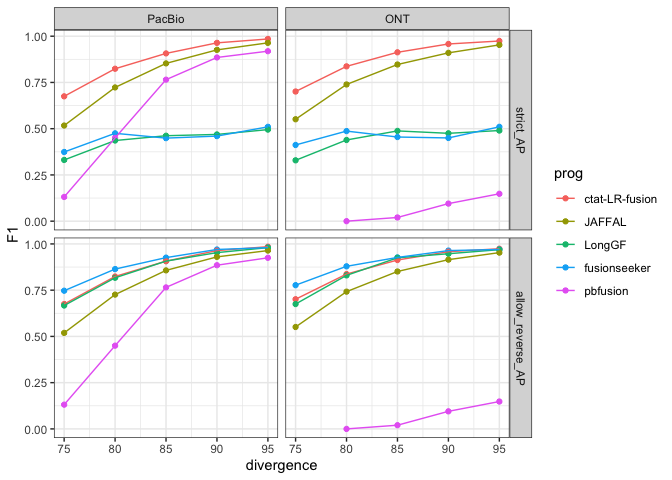 PacBio ONT
1.00
0.75
0.50
0.25
0.00
strict_AP
1.00
0.75
0.50
0.25
0.00
allow_reverse_AP
F1
75 80 85 90 95 75 80 85 90 95
divergence
prog
ctat-LR-fusion
JAFFAL
LongGF
fusionseeker
pbfusion